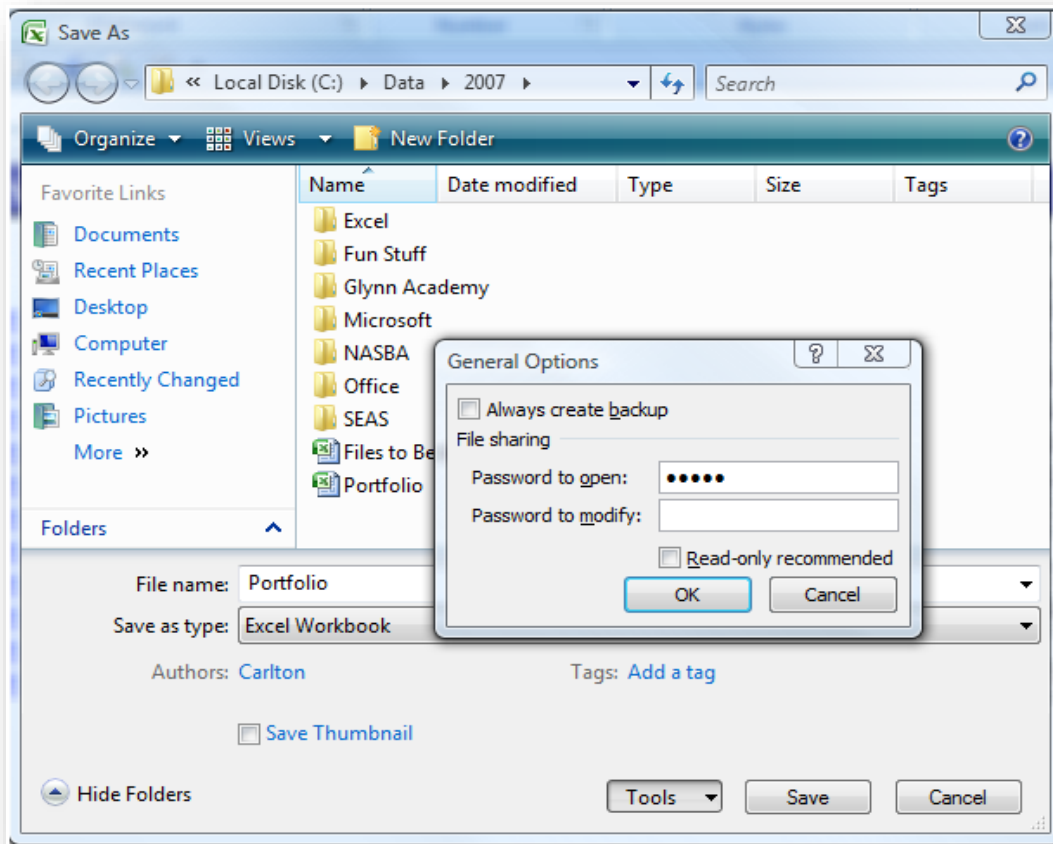 Save As
« Local Disk (C:) ▸ Data ▸ 2007 ▸ Search
Organize Views New Folder
Favorite Links
Documents
Recent Places
Desktop
Computer
Recently Changed
Pictures
More »
Folders
Name Date modified Type Size Tags
Excel
Fun Stuff
Glynn Academy
Microsoft
NASBA
Office
SEAS
Files to Be
Portfolio
General Options
Always create backup
File sharing
Password to open: •••••
Password to modify:
Read-only recommended
OK Cancel
File name: Portfolio
Save as type: Excel Workbook
Authors: Carlton Tags: Add a tag
Save Thumbnail
Hide Folders Tools Save Cancel